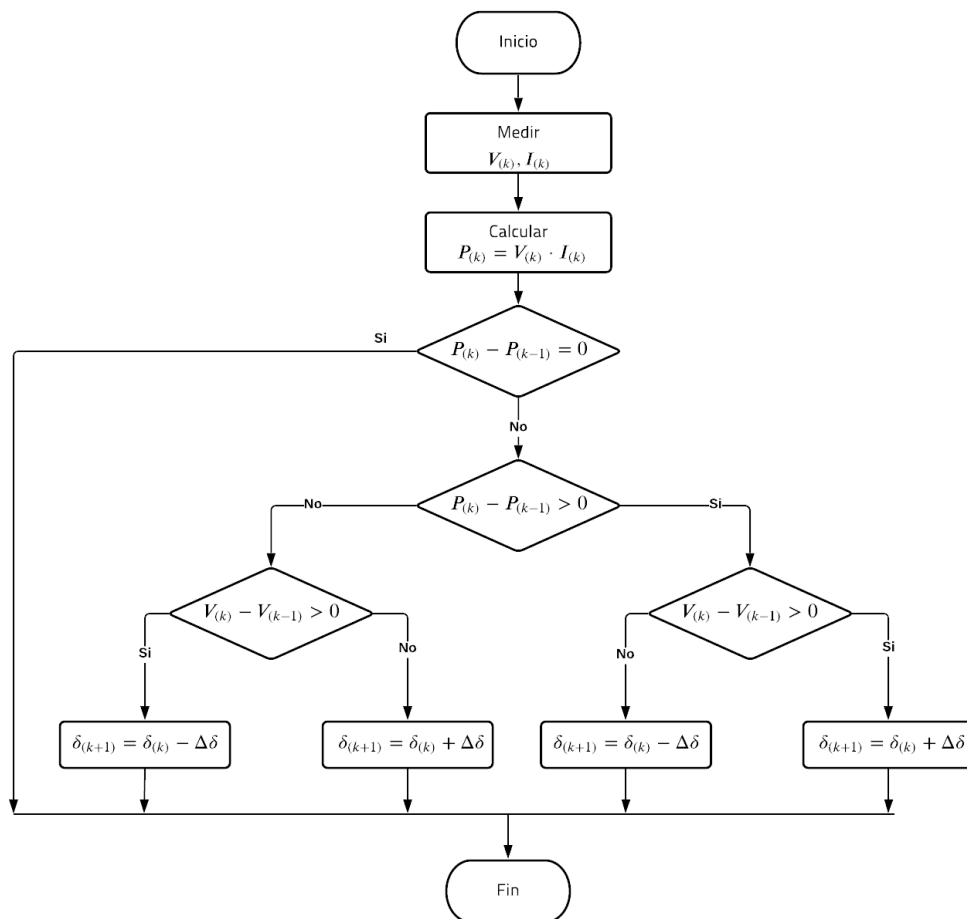 Inicio
Medir
V₍ₖ₎, I₍ₖ₎
Calcular
P₍ₖ₎ = V₍ₖ₎ · I₍ₖ₎
Si
P₍ₖ₎ − P₍ₖ₋₁₎ = 0
No
P₍ₖ₎ − P₍ₖ₋₁₎ > 0
No
Si
V₍ₖ₎ − V₍ₖ₋₁₎ > 0
V₍ₖ₎ − V₍ₖ₋₁₎ > 0
Si
No
No
Si
δ₍ₖ₊₁₎ = δ₍ₖ₎ − Δδ
δ₍ₖ₊₁₎ = δ₍ₖ₎ + Δδ
δ₍ₖ₊₁₎ = δ₍ₖ₎ − Δδ
δ₍ₖ₊₁₎ = δ₍ₖ₎ + Δδ
Fin